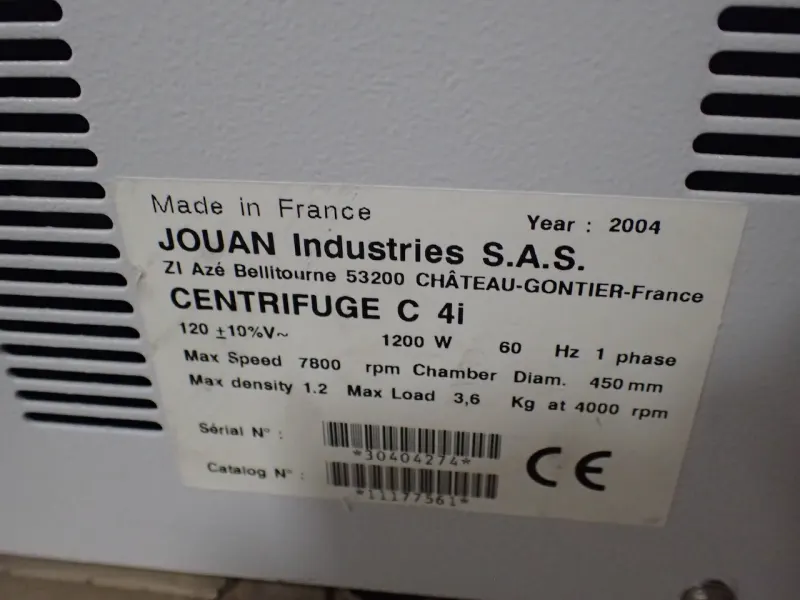 Made in France
Year : 2004
JOUAN Industries S.A.S.
ZI Azé Bellitourne 53200 CHÂTEAU-GONTIER-France
CENTRIFUGE C 4i
120 ±10%V~ 1200 W 60 Hz 1 phase
Max Speed 7800 rpm Chamber Diam. 450 mm
Max density 1.2 Max Load 3,6 Kg at 4000 rpm
Sérial N° :
*30404274*
Catalog N° :
*11177561*
CE